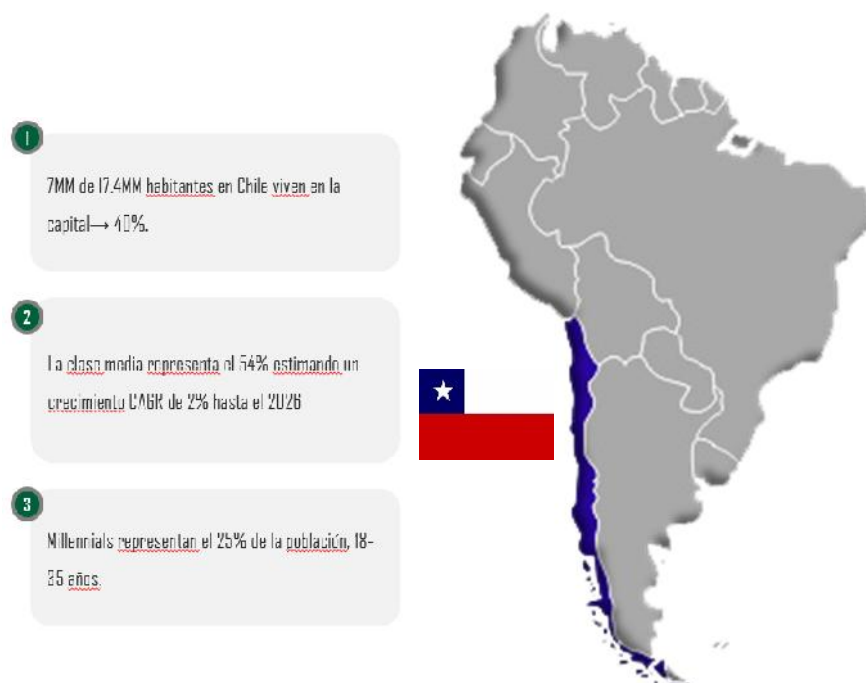 1
7MM de 17.4MM habitantes en Chile viven en la
capital→ 40%.
2
La clase media representa el 54% estimando un
crecimiento CAGR de 2% hasta el 2026
3
Millennials representan el 25% de la población, 18-
35 años.